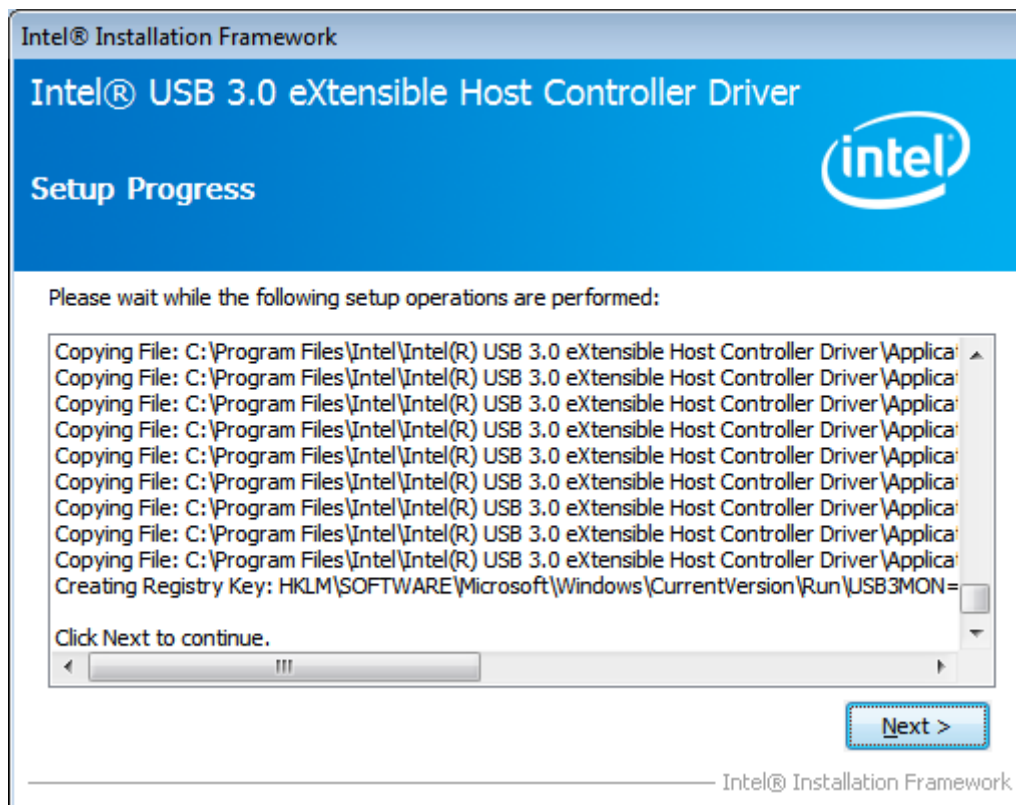 Intel® Installation Framework
Intel® USB 3.0 eXtensible Host Controller Driver
intel
Setup Progress
Please wait while the following setup operations are performed:
Copying File: C:\Program Files\Intel\Intel(R) USB 3.0 eXtensible Host Controller Driver\Applicat
Copying File: C:\Program Files\Intel\Intel(R) USB 3.0 eXtensible Host Controller Driver\Applicat
Copying File: C:\Program Files\Intel\Intel(R) USB 3.0 eXtensible Host Controller Driver\Applicat
Copying File: C:\Program Files\Intel\Intel(R) USB 3.0 eXtensible Host Controller Driver\Applicat
Copying File: C:\Program Files\Intel\Intel(R) USB 3.0 eXtensible Host Controller Driver\Applicat
Copying File: C:\Program Files\Intel\Intel(R) USB 3.0 eXtensible Host Controller Driver\Applicat
Copying File: C:\Program Files\Intel\Intel(R) USB 3.0 eXtensible Host Controller Driver\Applicat
Copying File: C:\Program Files\Intel\Intel(R) USB 3.0 eXtensible Host Controller Driver\Applicat
Copying File: C:\Program Files\Intel\Intel(R) USB 3.0 eXtensible Host Controller Driver\Applicat
Creating Registry Key: HKLM\SOFTWARE\Microsoft\Windows\CurrentVersion\Run\USB3MON=
Click Next to continue.
Next >
Intel® Installation Framework